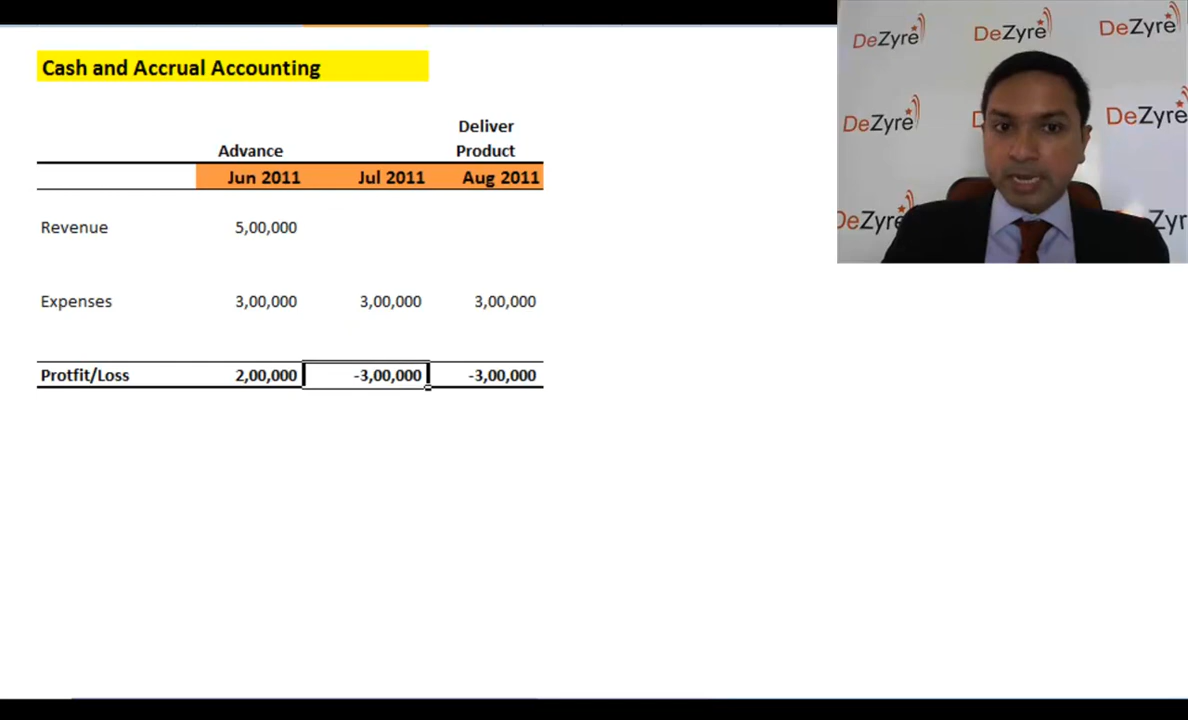 Cash and Accrual Accounting
Deliver
Advance Product
Jun 2011 Jul 2011 Aug 2011
Revenue 5,00,000
Expenses 3,00,000 3,00,000 3,00,000
Protfit/Loss 2,00,000 -3,00,000 -3,00,000
DeZyre DeZyre DeZyre
DeZyre D DeZyre
DeZyre Zyr